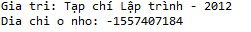 Gia tri: Tạp chí Lập trình - 2012
Dia chi o nho: -1557407184